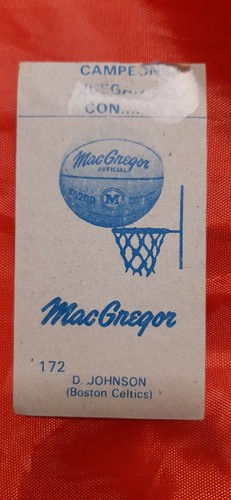 CAMPEON
CON
MacGregor
OFFICIAL
M
MacGregor
172
D. JOHNSON
(Boston Celtics)